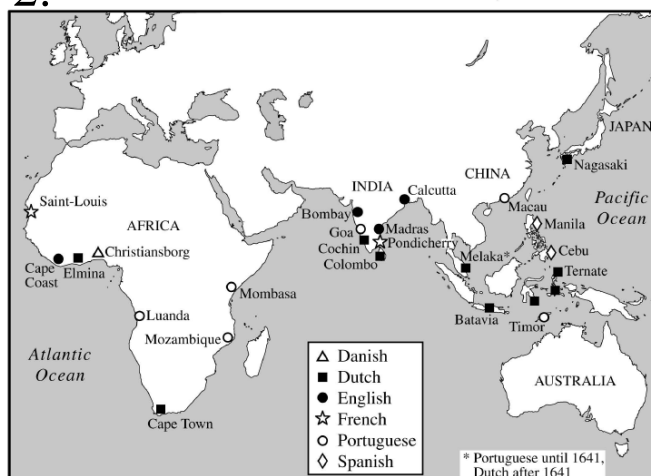 2.
JAPAN
Nagasaki
CHINA
INDIA
Calcutta
Pacific
Ocean
Saint-Louis
Macau
Bombay
Manila
AFRICA
Goa
Madras
Cochin
Pondicherry
Christiansborg
Melaka*
Cebu
Colombo
Cape
Coast
Elmina
Ternate
Mombasa
Luanda
Batavia
Timor
Mozambique
Atlantic
Ocean
Danish
Dutch
AUSTRALIA
English
French
Cape Town
Portuguese
Spanish
* Portuguese until 1641,
Dutch after 1641